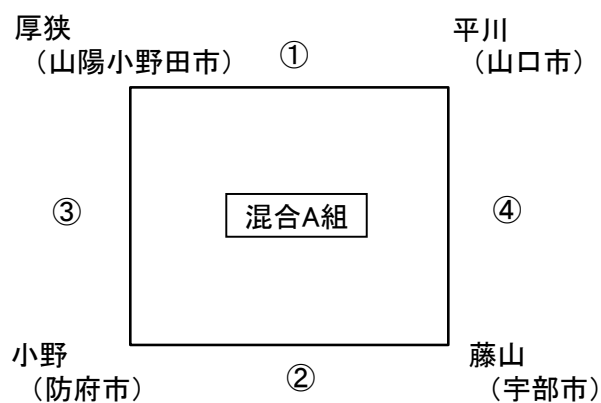 厚狭
（山陽小野田市）
①
平川
（山口市）
③
混合A組
④
小野
（防府市）
②
藤山
（宇部市）